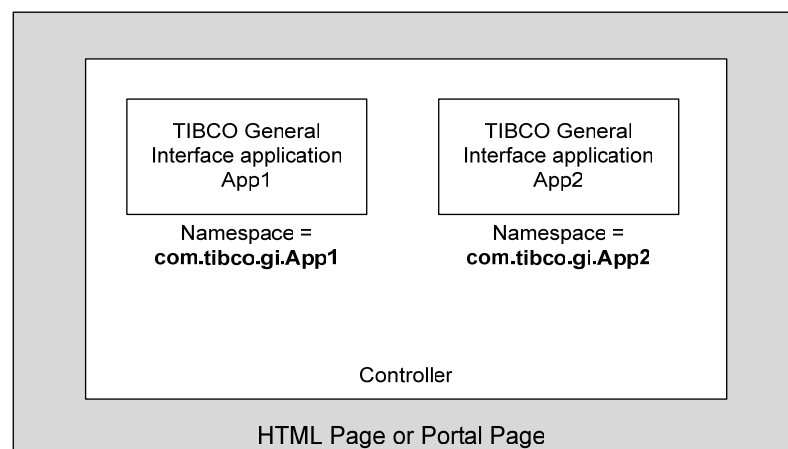 TIBCO General
Interface application
App1
Namespace =
com.tibco.gi.App1
TIBCO General
Interface application
App2
Namespace =
com.tibco.gi.App2
Controller
HTML Page or Portal Page